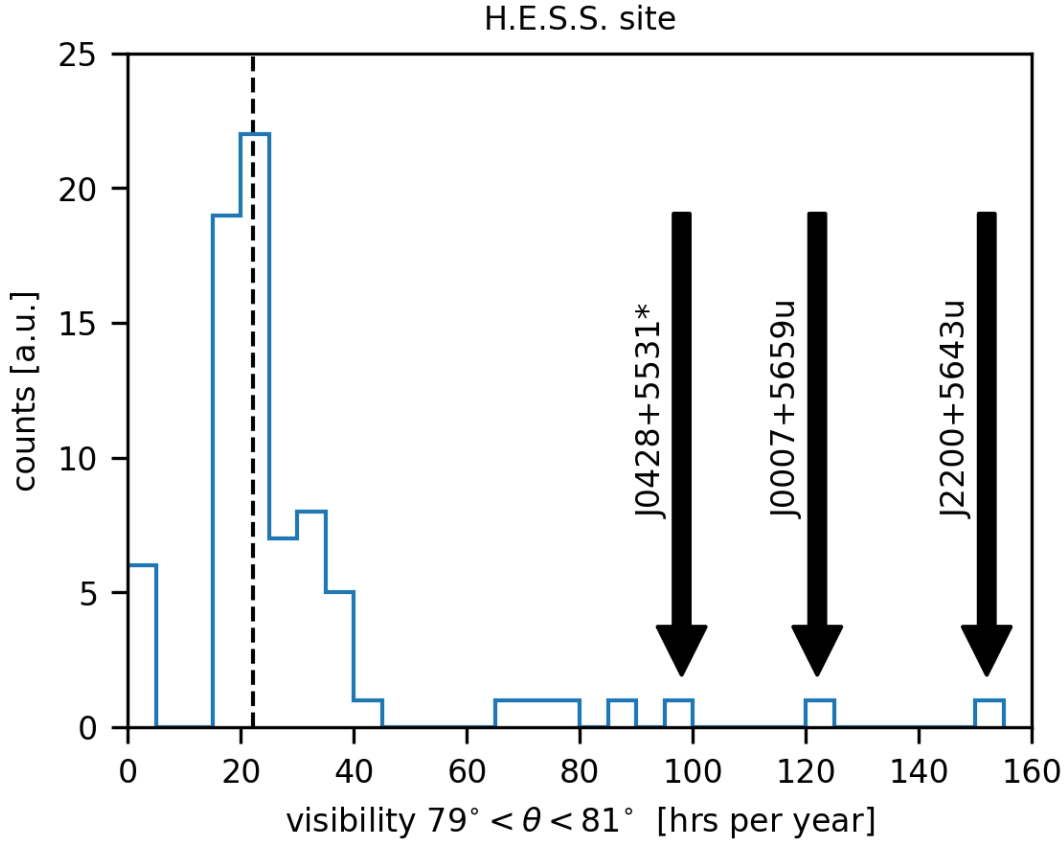 H.E.S.S. site
25
20
15
10
5
0
counts [a.u.]
J0428+5531*
J0007+5659u
J2200+5643u
0 20 40 60 80 100 120 140 160
visibility 79° < θ < 81° [hrs per year]